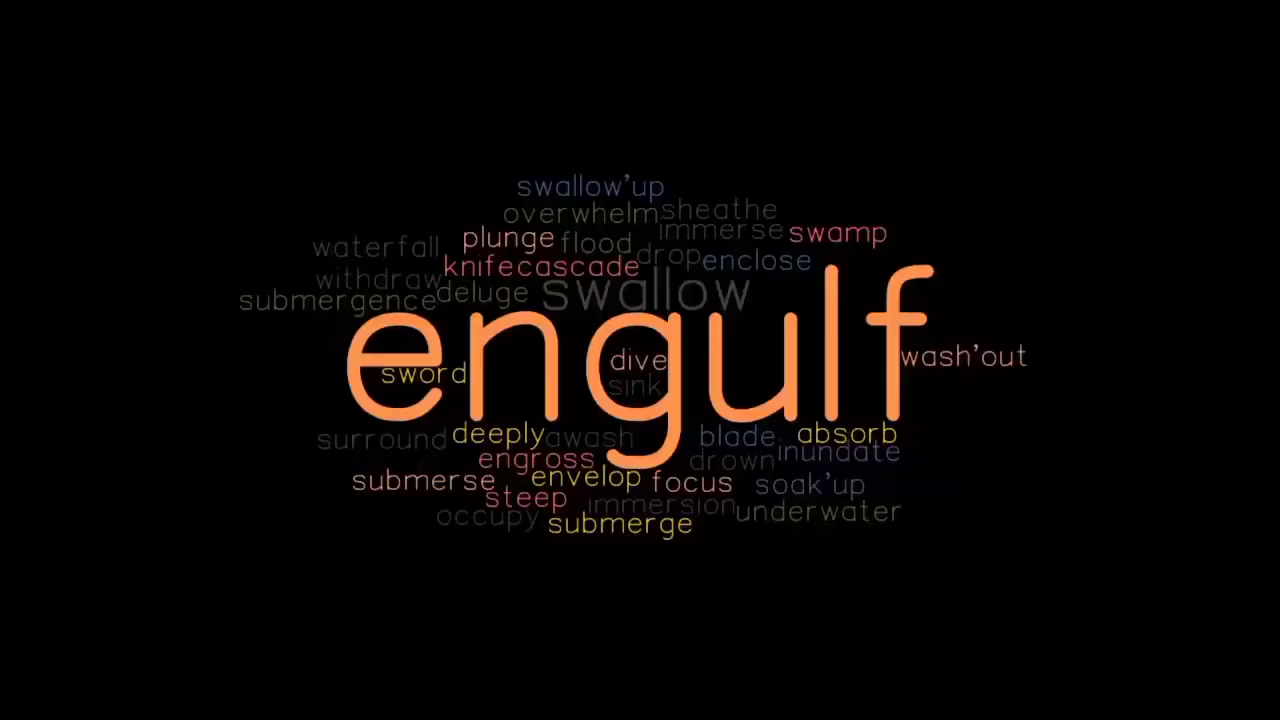 swallow'up
overwhelm sheathe
waterfall plunge flood immerse swamp
withdraw knifecascade drop enclose
submergence deluge swallow
engulf
sword dive wash'out
sink
surround deeply awash blade absorb
engross drown inundate
submerse envelop focus soak'up
steep immersion underwater
occupy submerge